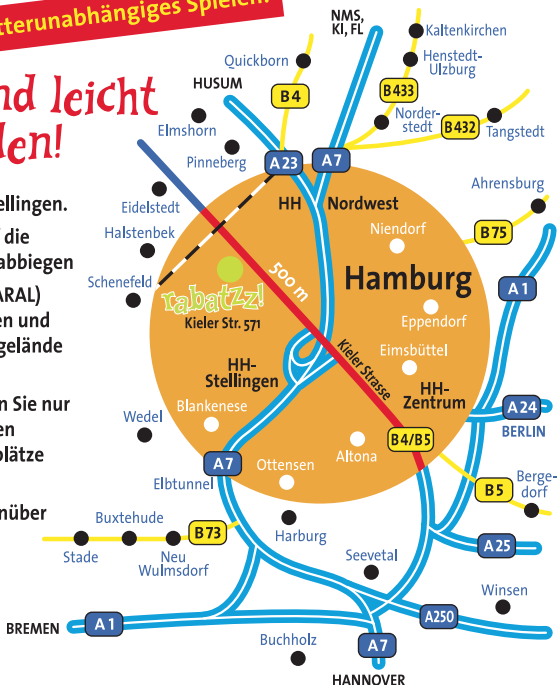 tterunabhängiges Spielen!
nd leicht
den!
ellingen.
die
abbiegen
ARAL)
en und
gelände
n Sie nur
en
plätze
nüber
NMS,
KI, FL
Kaltenkirchen
Quickborn
Henstedt-
Ulzburg
HUSUM
B4
B433
Norder-
stedt
B432
Tangstedt
Elmshorn
Pinneberg
A23
A7
Ahrensburg
Eidelstedt
HH Nordwest
Halstenbek
Niendorf
B75
Schenefeld
500 m
Hamburg
A1
rabatzz!
Kieler Str. 571
Eppendorf
Kieler Strasse
Eimsbüttel
HH-
Stellingen
HH-
Zentrum
A24
BERLIN
Wedel
Blankenese
B4/B5
Altona
A7
Ottensen
Elbtunnel
B5
Berge-
dorf
Buxtehude
B73
Harburg
Stade
Neu
Wulmsdorf
Seevetal
A25
Winsen
BREMEN
A1
A250
Buchholz
A7
HANNOVER